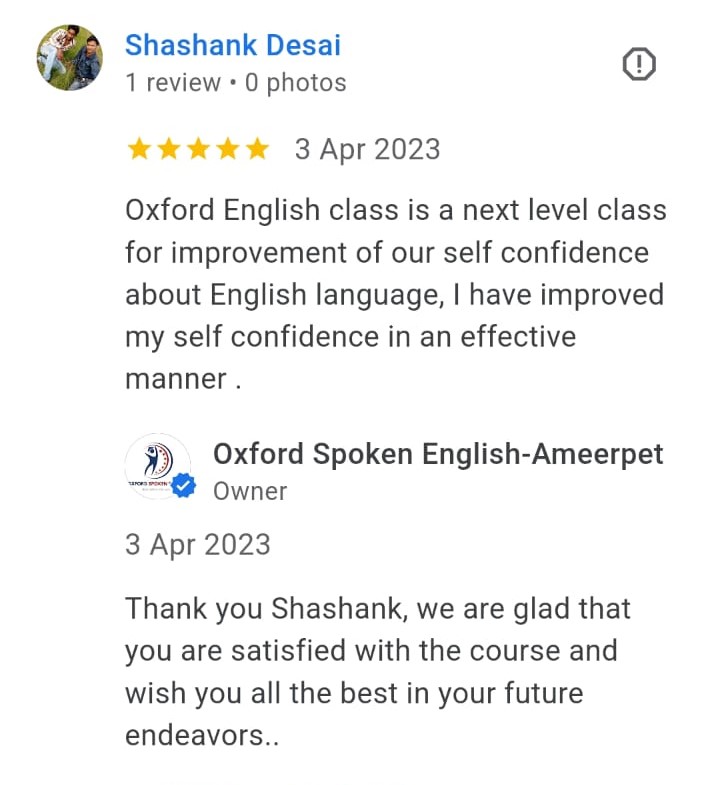 Shashank Desai
1 review • 0 photos
3 Apr 2023
Oxford English class is a next level class
for improvement of our self confidence
about English language, I have improved
my self confidence in an effective
manner .
Oxford Spoken English-Ameerpet
Owner
3 Apr 2023
Thank you Shashank, we are glad that
you are satisfied with the course and
wish you all the best in your future
endeavors..